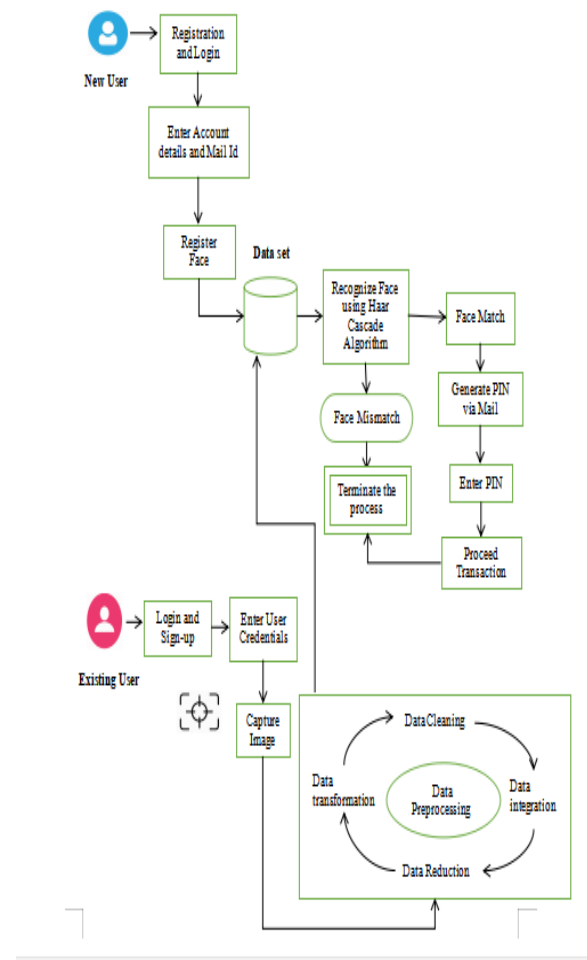 Registration
and Login
New User
Enter Account
details and Mail Id
Register
Face
Data set
Recognize Face
using Haar
Cascade
Algorithm
Face Match
Generate PIN
via Mail
Face Mismatch
Enter PIN
Terminate the
process
Proceed
Transaction
Login and
Sign-up
Enter User
Credentials
Existing User
Capture
Image
Data Cleaning
Data
transformation
Data
Preprocessing
Data
integration
Data Reduction